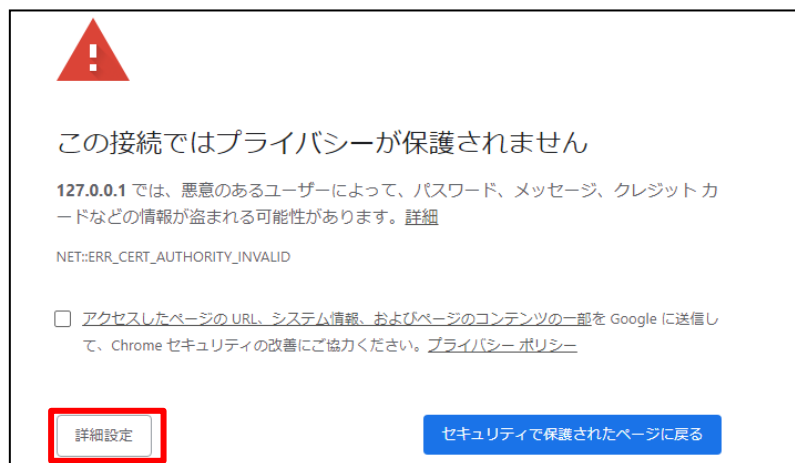 この接続ではプライバシーが保護されません
127.0.0.1 では、悪意のあるユーザーによって、パスワード、メッセージ、クレジット カ
ードなどの情報が盗まれる可能性があります。詳細
NET::ERR_CERT_AUTHORITY_INVALID
アクセスしたページの URL、システム情報、およびページのコンテンツの一部を Google に送信し
て、Chrome セキュリティの改善にご協力ください。プライバシー ポリシー
詳細設定
セキュリティで保護されたページに戻る